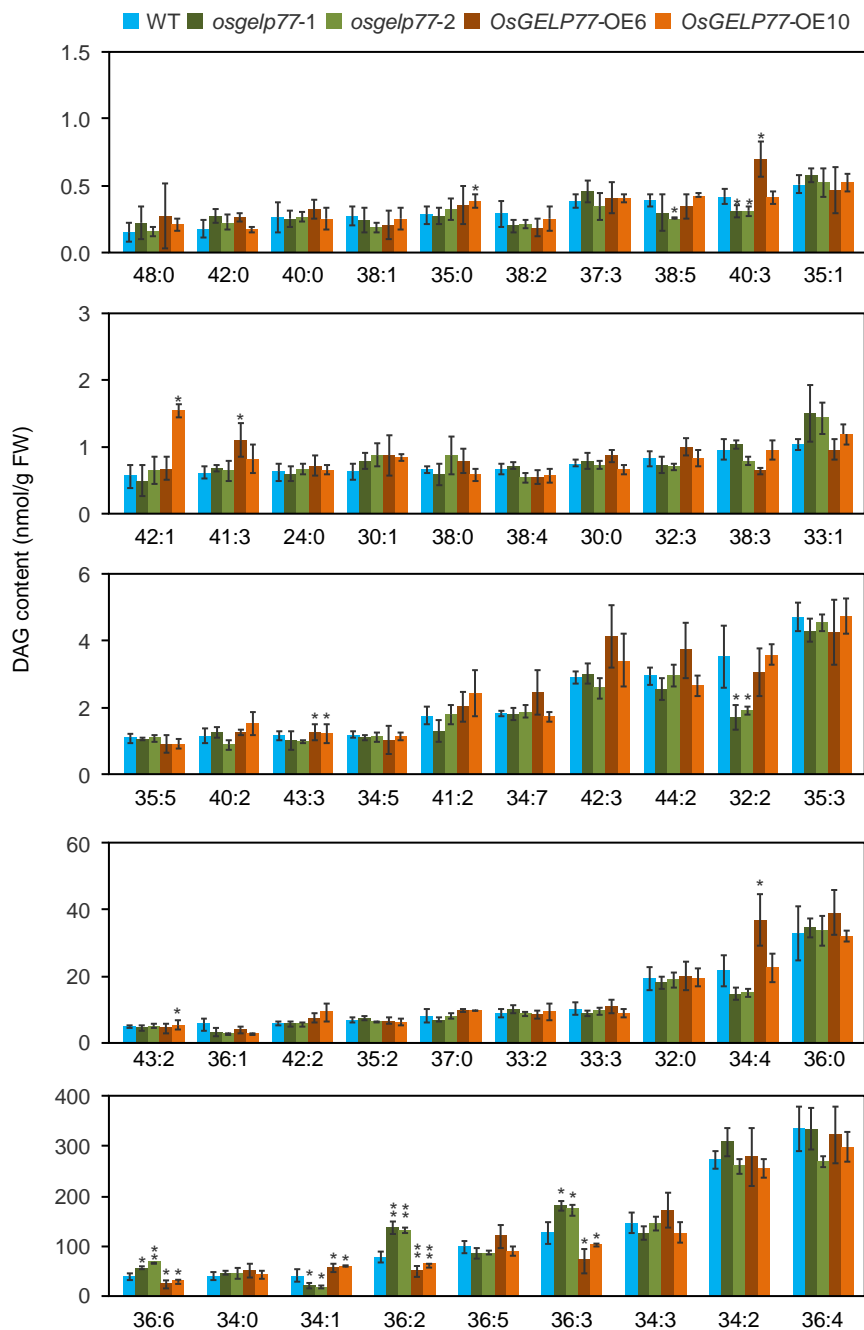 WT osgelp77-1 osgelp77-2 OsGELP77-OE6 OsGELP77-OE10
DAG content (nmol/g FW)
1.5
1.0
0.5
0.0
* * * * *
48:0 42:0 40:0 38:1 35:0 38:2 37:3 38:5 40:3 35:1
3
2
1
0
* *
42:1 41:3 24:0 30:1 38:0 38:4 30:0 32:3 38:3 33:1
6
4
2
0
* * * *
35:5 40:2 43:3 34:5 41:2 34:7 42:3 44:2 32:2 35:3
60
40
20
0
* *
43:2 36:1 42:2 35:2 37:0 33:2 33:3 32:0 34:4 36:0
400
300
200
100
0
* ** * * * * * * ** ** ** ** * * * *
36:6 34:0 34:1 36:2 36:5 36:3 34:3 34:2 36:4